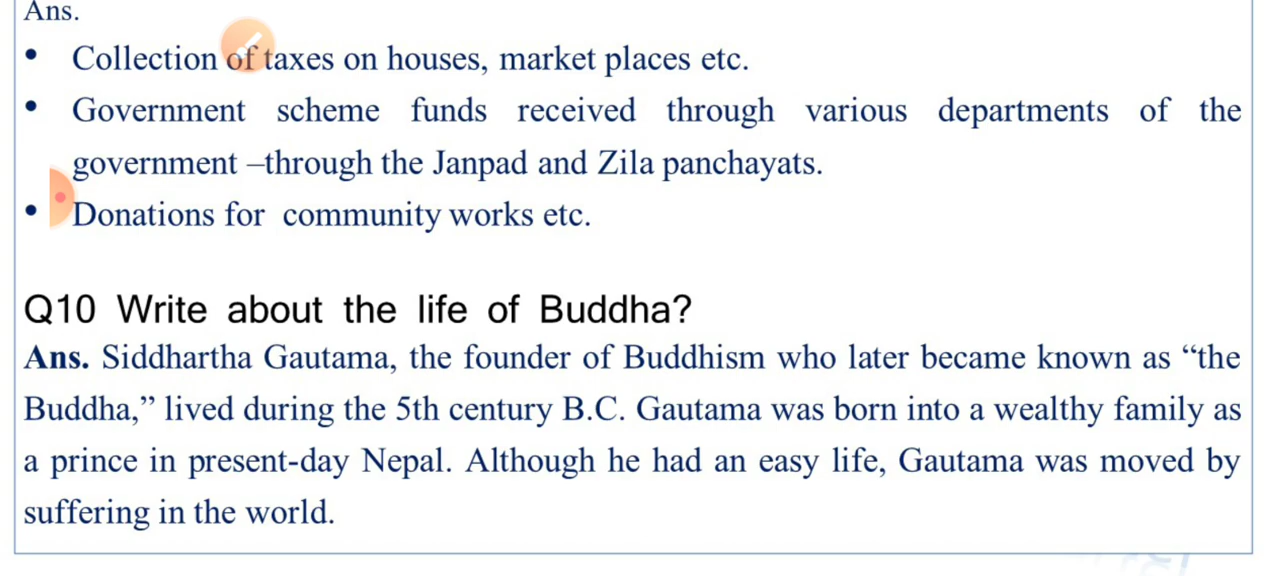 Ans.
• Collection of taxes on houses, market places etc.
• Government scheme funds received through various departments of the
government –through the Janpad and Zila panchayats.
• Donations for community works etc.
Q10 Write about the life of Buddha?
Ans. Siddhartha Gautama, the founder of Buddhism who later became known as “the
Buddha,” lived during the 5th century B.C. Gautama was born into a wealthy family as
a prince in present-day Nepal. Although he had an easy life, Gautama was moved by
suffering in the world.